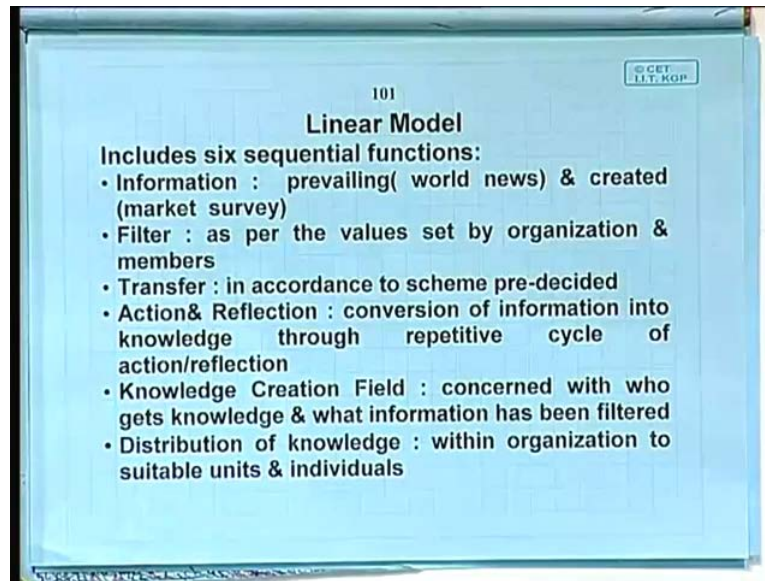 © CET
I.I.T. KGP
101
Linear Model
Includes six sequential functions:
• Information : prevailing( world news) & created
(market survey)
• Filter : as per the values set by organization &
members
• Transfer : in accordance to scheme pre-decided
• Action& Reflection : conversion of information into
knowledge through repetitive cycle of
action/reflection
• Knowledge Creation Field : concerned with who
gets knowledge & what information has been filtered
• Distribution of knowledge : within organization to
suitable units & individuals